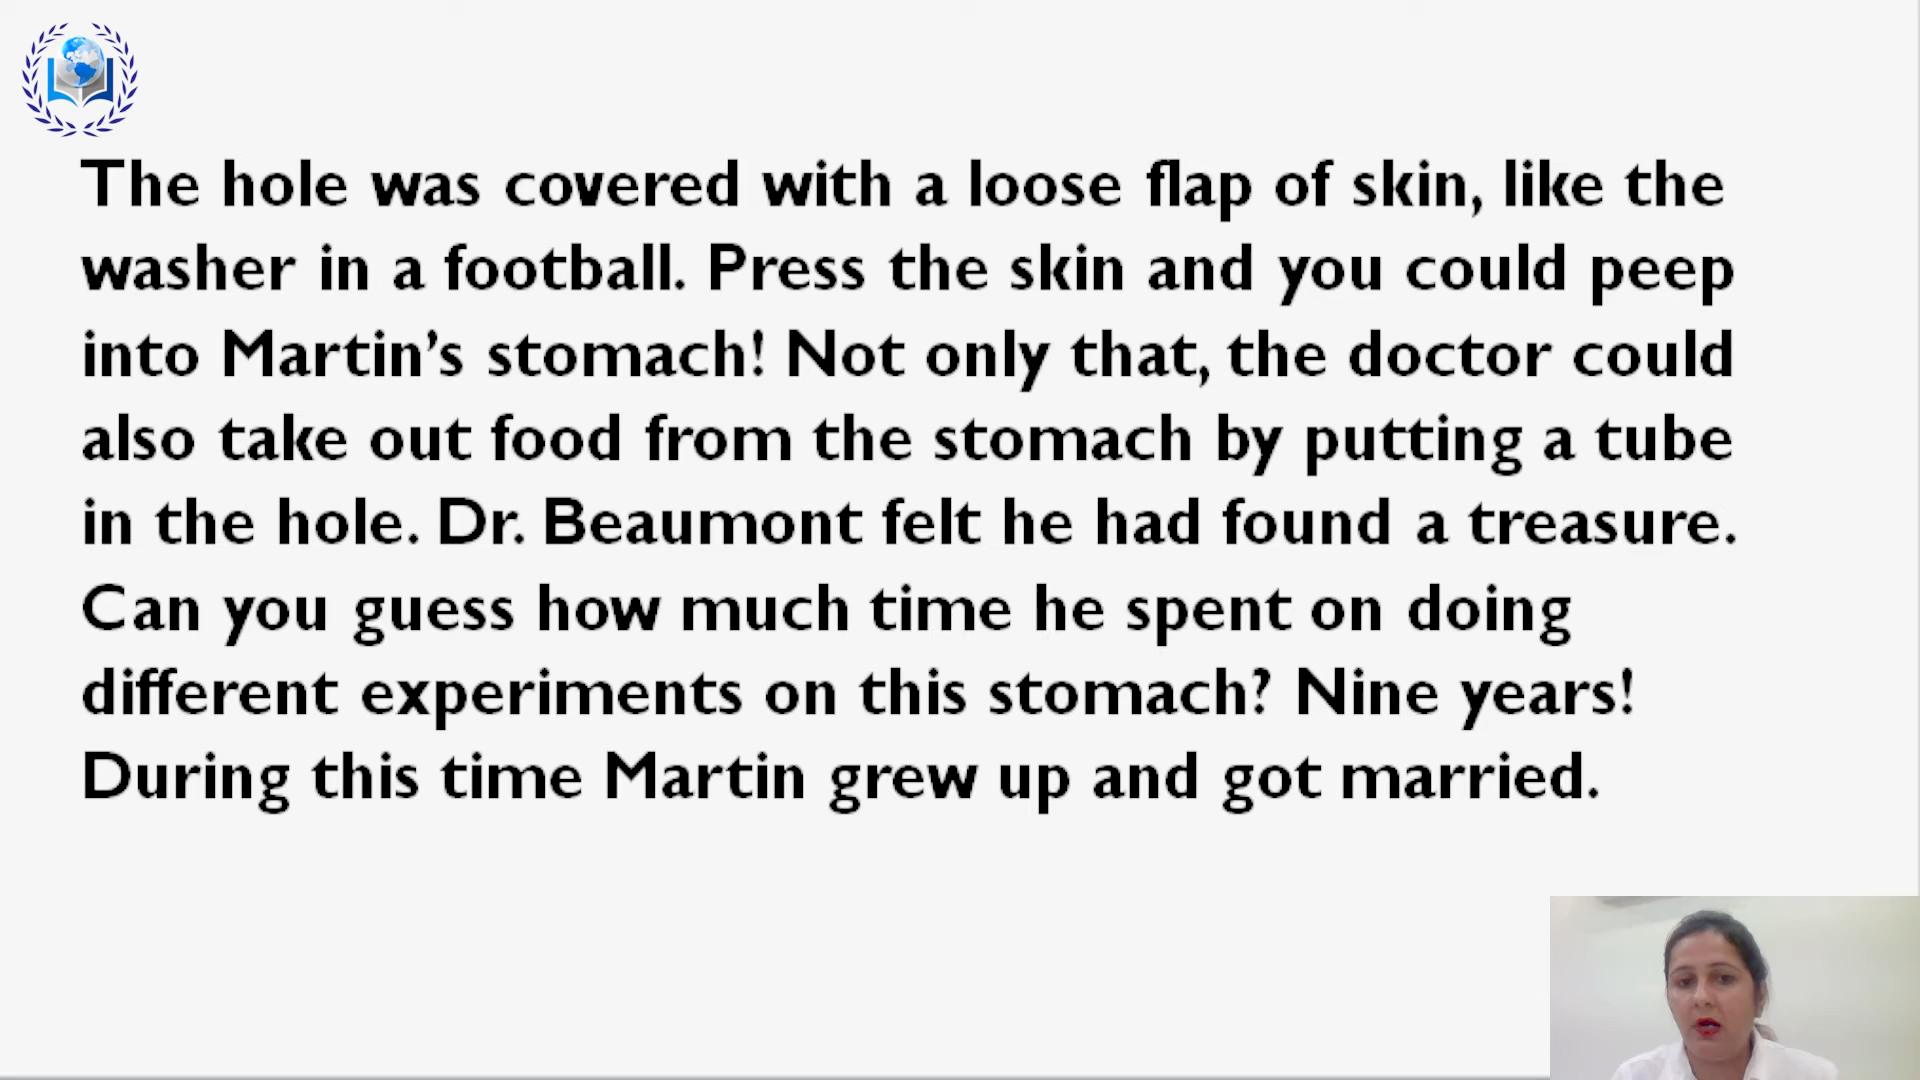 The hole was covered with a loose flap of skin, like the
washer in a football. Press the skin and you could peep
into Martin’s stomach! Not only that, the doctor could
also take out food from the stomach by putting a tube
in the hole. Dr. Beaumont felt he had found a treasure.
Can you guess how much time he spent on doing
different experiments on this stomach? Nine years!
During this time Martin grew up and got married.